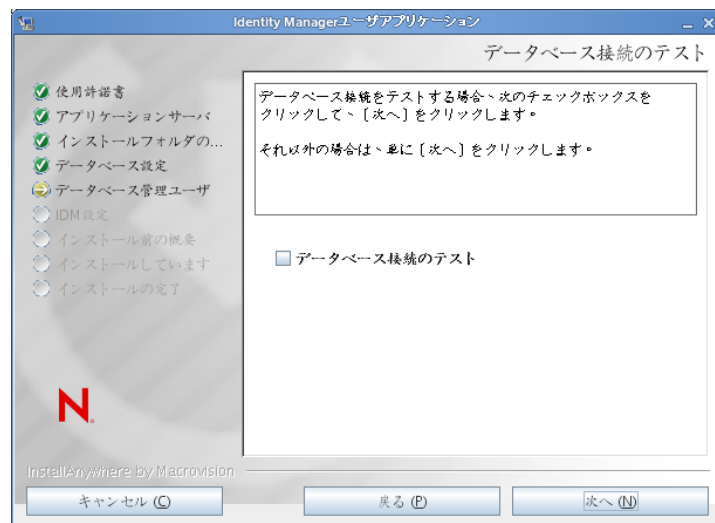 Identity Managerユーザアプリケーション
データベース接続のテスト
使用許諾書
アプリケーションサーバ
インストールフォルダの...
データベース設定
データベース管理ユーザ
IDM設定
インストール前の概要
インストールしています
インストールの完了
データベース接続をテストする場合、次のチェックボックスを
クリックして、［次へ］をクリックします。
それ以外の場合は、単に［次へ］をクリックします。
データベース接続のテスト
N.
InstallAnywhere by Macrovision
キャンセル (C)
戻る (P)
次へ (N)